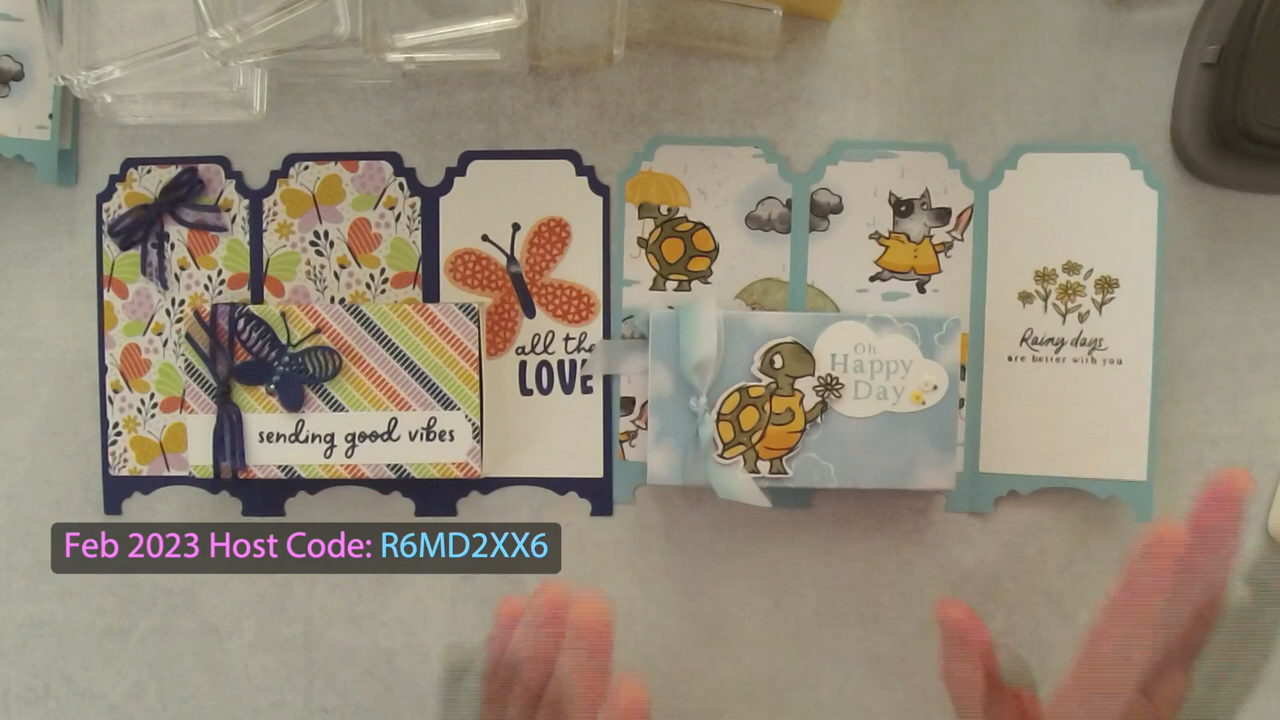 all the
LOVE
sending good vibes
Oh
Happy
Day
Rainy days
are better with you
Feb 2023 Host Code: R6MD2XX6